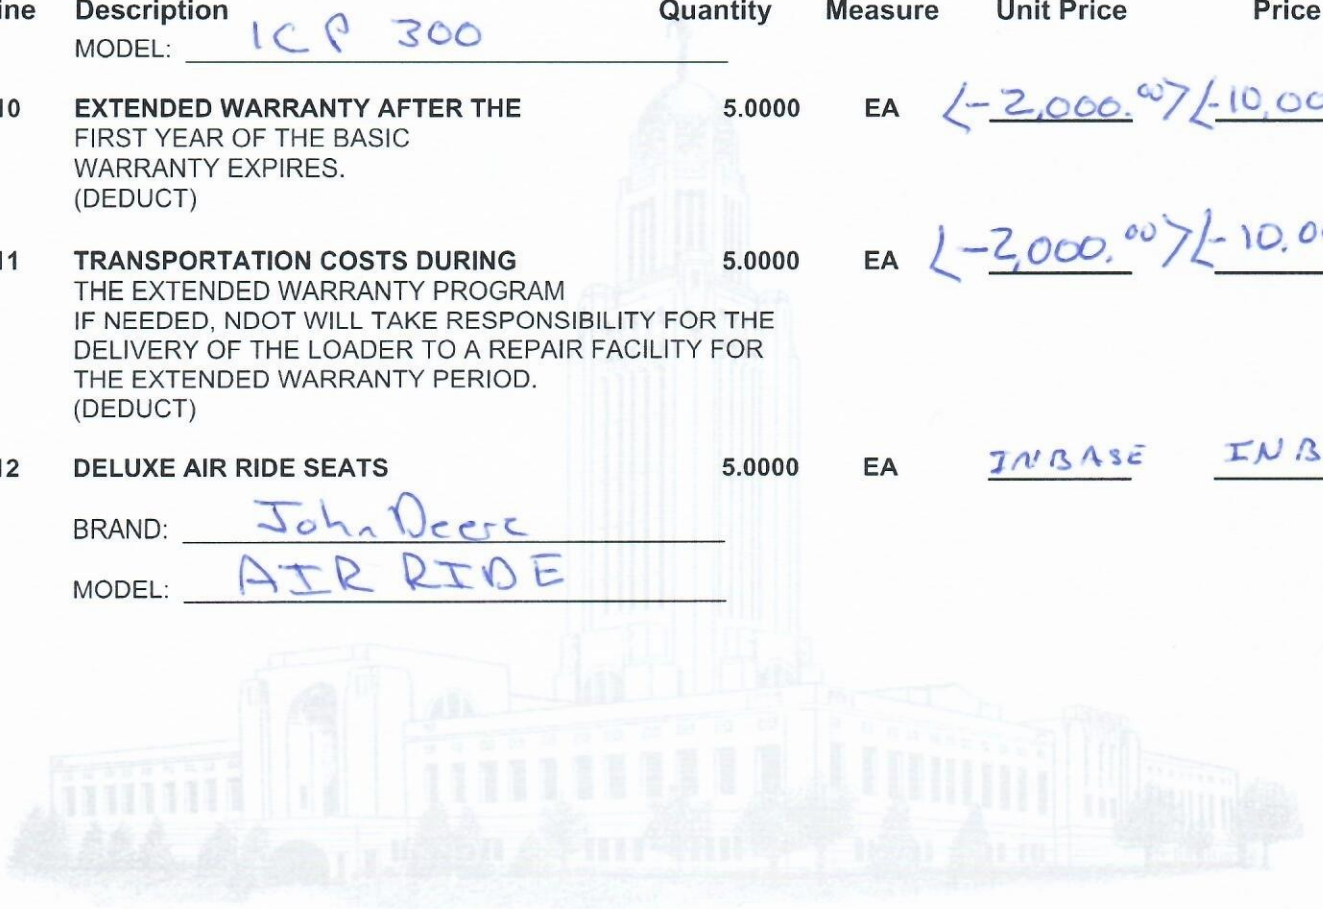 ine Description Quantity Measure Unit Price Price
MODEL: ICP 300
10 EXTENDED WARRANTY AFTER THE 5.0000 EA <-2,000.00> <-10,00
FIRST YEAR OF THE BASIC
WARRANTY EXPIRES.
(DEDUCT)
11 TRANSPORTATION COSTS DURING 5.0000 EA <-2,000.00> <-10.0
THE EXTENDED WARRANTY PROGRAM
IF NEEDED, NDOT WILL TAKE RESPONSIBILITY FOR THE
DELIVERY OF THE LOADER TO A REPAIR FACILITY FOR
THE EXTENDED WARRANTY PERIOD.
(DEDUCT)
12 DELUXE AIR RIDE SEATS 5.0000 EA INBASE INB
BRAND: John Deere
MODEL: AIR RIDE